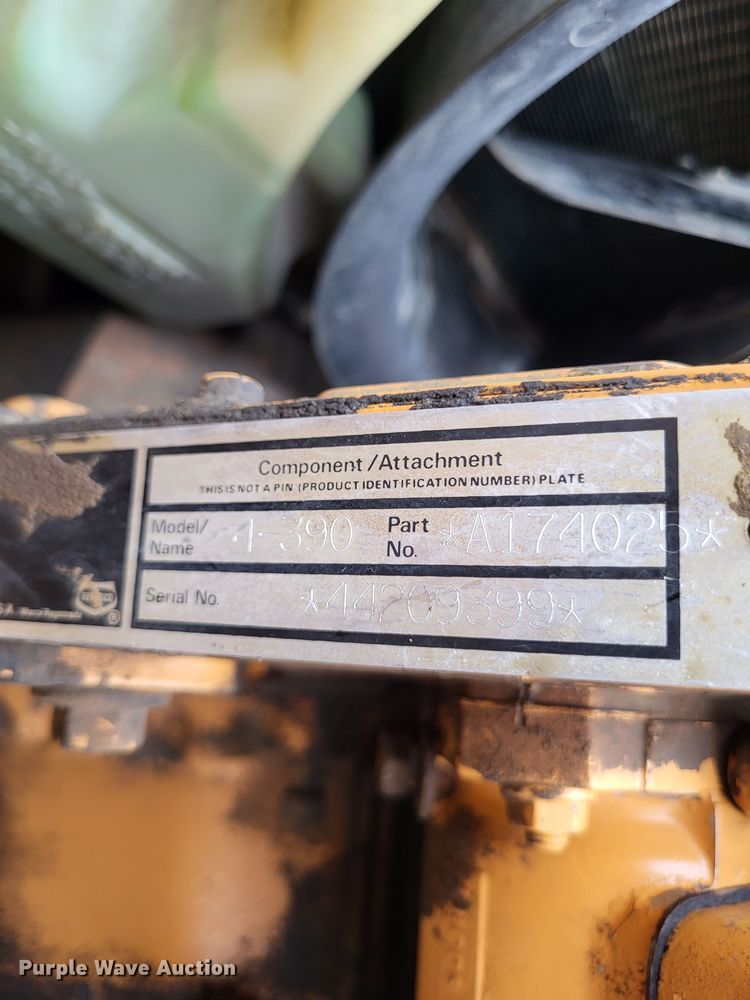 Component/Attachment
THIS IS NOT A PIN (PRODUCT IDENTIFICATION NUMBER) PLATE
Model/ Name 4-390 Part No. *A174025*
Serial No. *44209399*
®
Purple Wave Auction